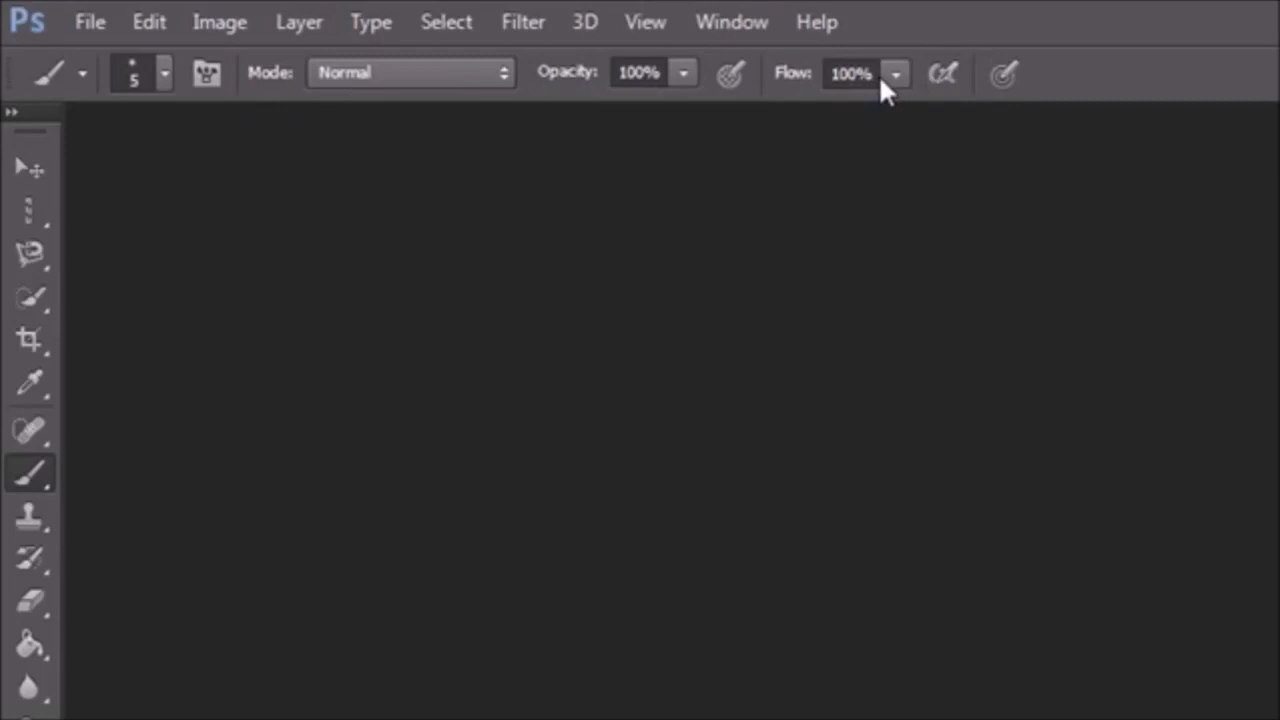 Ps File Edit Image Layer Type Select Filter 3D View Window Help
5 Mode: Normal Opacity: 100% Flow: 100%